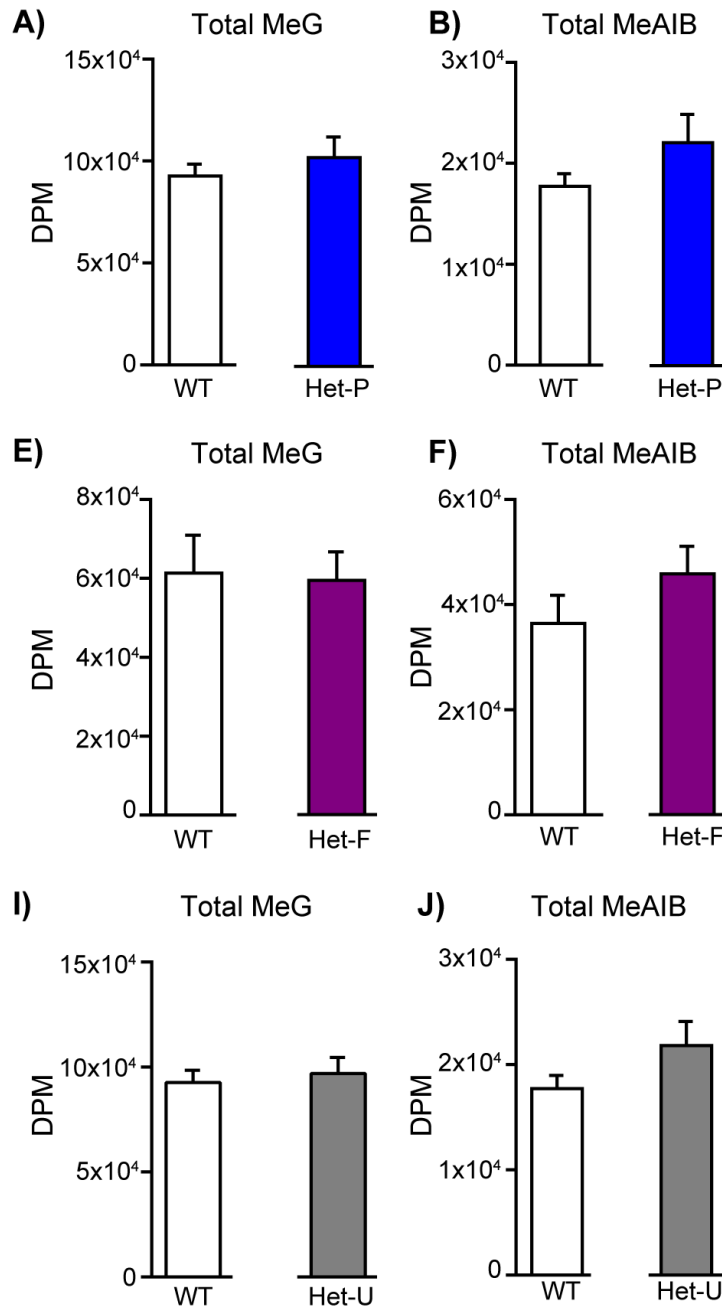 A) Total MeG
DPM
15x10⁴
10x10⁴
5x10⁴
0
WT Het-P
B) Total MeAIB
DPM
3x10⁴
2x10⁴
1x10⁴
0
WT Het-P
E) Total MeG
DPM
8x10⁴
6x10⁴
4x10⁴
2x10⁴
0
WT Het-F
F) Total MeAIB
DPM
6x10⁴
4x10⁴
2x10⁴
0
WT Het-F
I) Total MeG
DPM
15x10⁴
10x10⁴
5x10⁴
0
WT Het-U
J) Total MeAIB
DPM
3x10⁴
2x10⁴
1x10⁴
0
WT Het-U